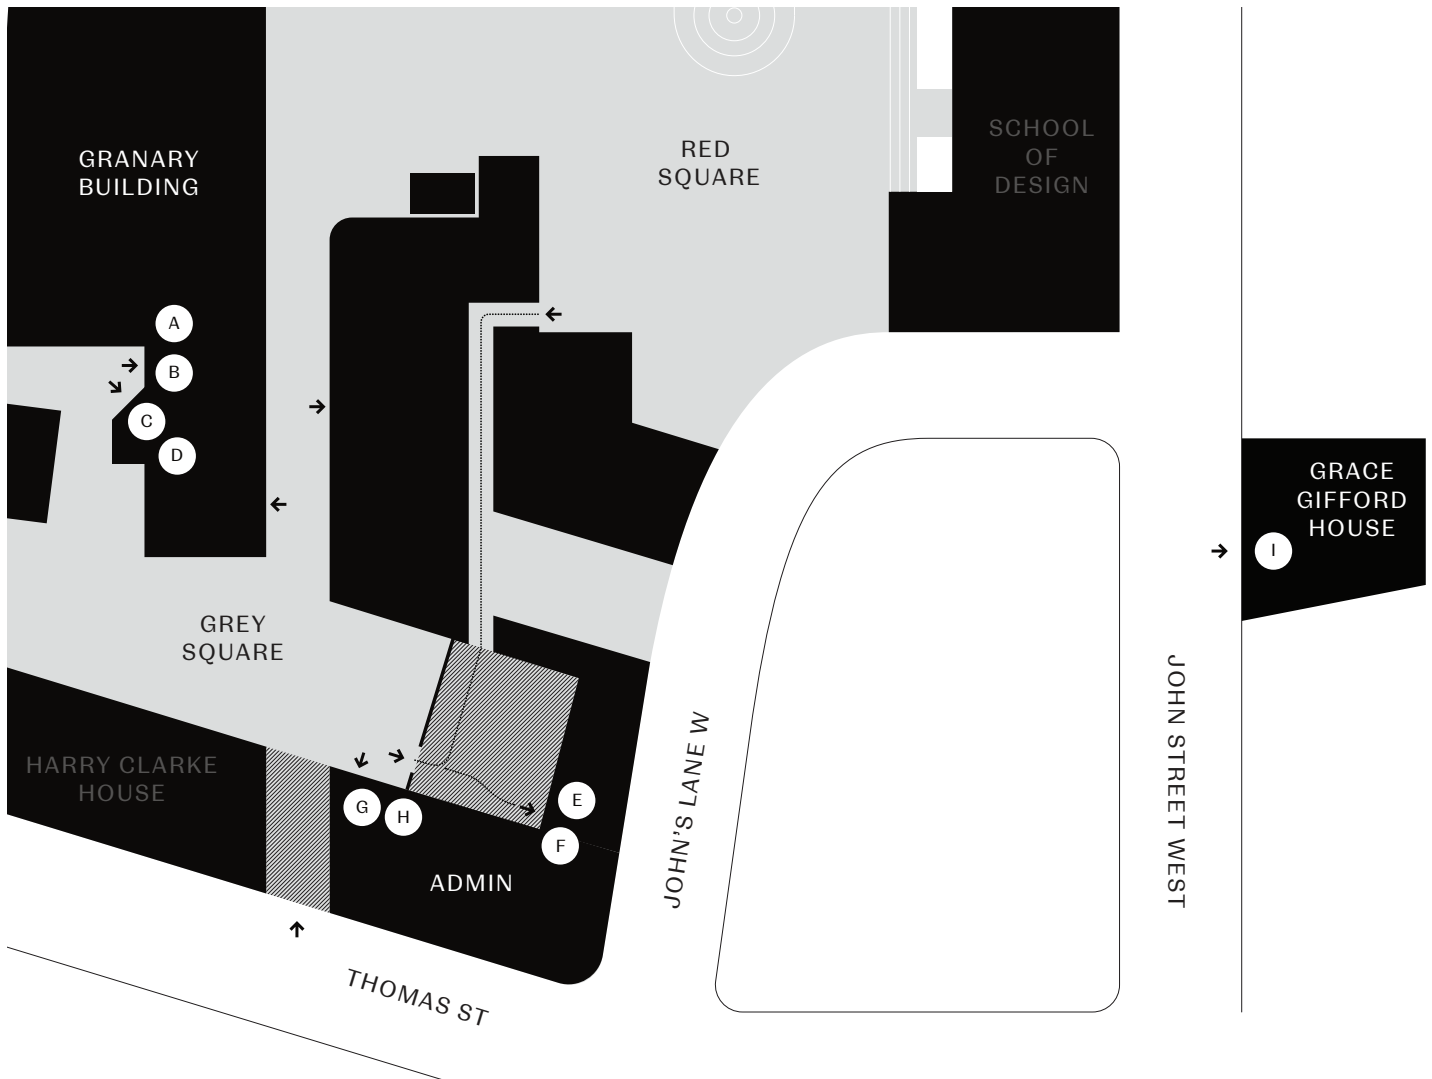 GRANARY
BUILDING
RED
SQUARE
SCHOOL
OF
DESIGN
A
B
C
D
GRACE
GIFFORD
HOUSE
I
GREY
SQUARE
HARRY CLARKE
HOUSE
G
H
E
F
ADMIN
JOHN'S LANE W
JOHN STREET WEST
THOMAS ST